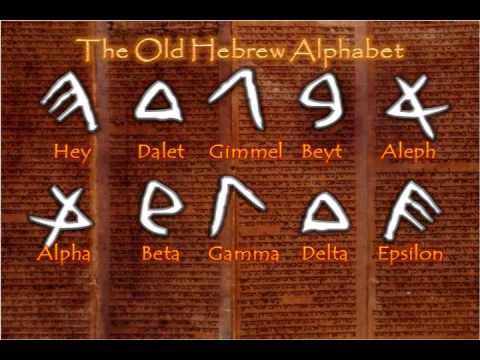 The Old Hebrew Alphabet
Hey Dalet Gimmel Beyt Aleph
Alpha Beta Gamma Delta Epsilon